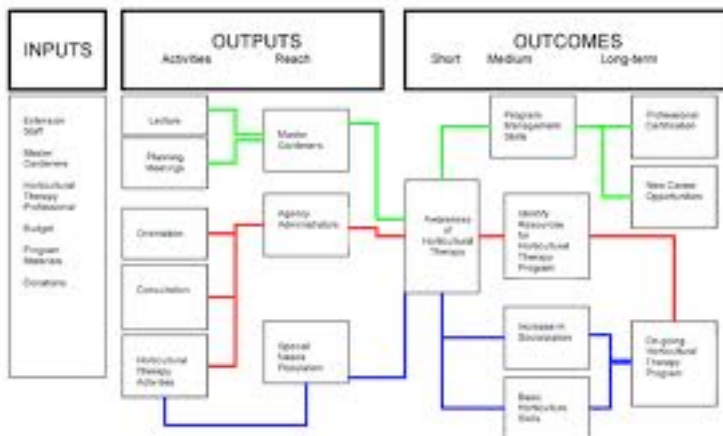 INPUTS
OUTPUTS
Activities Reach
OUTCOMES
Short Medium Long-term
Extension
Staff
Master
Gardeners
Horticultural
Therapy
Professional
Budget
Program
Materials
Donations
Lecture
Planning
Meetings
Orientation
Consultation
Horticultural
Therapy
Activities
Master
Gardeners
Agency
Administrators
Special
Needs
Population
Awareness
of
Horticultural
Therapy
Program
Management
Skills
Identify
Resources
for
Horticultural
Therapy Program
Increase in
Socialization
Basic
Horticulture
Skills
Professional
Certification
New Career
Opportunities
On-going
Horticultural
Therapy
Program